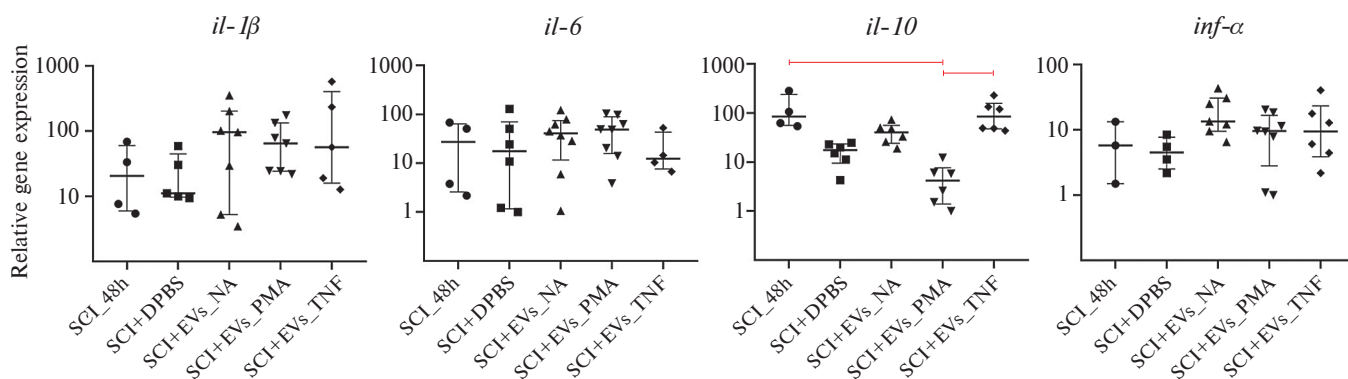 il-1β
il-6
il-10
inf-α
Relative gene expression
1000
100
10
SCI_48h
SCI+DPBS
SCI+EVs_NA
SCI+EVs_PMA
SCI+EVs_TNF
1000
100
10
1
SCI_48h
SCI+DPBS
SCI+EVs_NA
SCI+EVs_PMA
SCI+EVs_TNF
1000
100
10
1
SCI_48h
SCI+DPBS
SCI+EVs_NA
SCI+EVs_PMA
SCI+EVs_TNF
100
10
1
SCI_48h
SCI+DPBS
SCI+EVs_NA
SCI+EVs_PMA
SCI+EVs_TNF